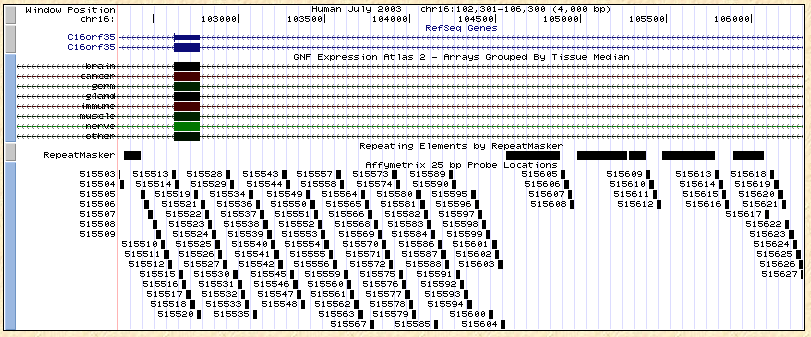 Window Position Human July 2003 chr16:102,301-106,300 (4,000 bp)
chr16: 103000 103500 104000 104500 105000 105500 106000
RefSeq Genes
C16orf35
C16orf35
GNF Expression Atlas 2 - Arrays Grouped By Tissue Median
brain
cancer
germ
gland
immune
muscle
nerve
other
Repeating Elements by RepeatMasker
RepeatMasker
Affymetrix 25 bp Probe Locations
515503 515513 515528 515543 515557 515573 515589 515605 515609 515613 515618
515504 515514 515529 515544 515558 515574 515590 515606 515610 515614 515619
515505 515519 515534 515549 515564 515580 515595 515607 515611 515615 515620
515506 515521 515536 515550 515565 515581 515596 515608 515612 515616 515621
515507 515522 515537 515551 515566 515582 515597 515617
515508 515523 515538 515552 515568 515583 515598 515622
515509 515524 515539 515553 515569 515584 515599 515623
515510 515525 515540 515554 515570 515586 515601 515624
515511 515526 515541 515555 515571 515587 515602 515625
515512 515527 515542 515556 515572 515588 515603 515626
515515 515530 515545 515559 515575 515591 515627
515516 515531 515546 515560 515576 515592
515517 515532 515547 515561 515577 515593
515518 515533 515548 515562 515578 515594
515520 515535 515563 515579 515600
515567 515585 515604